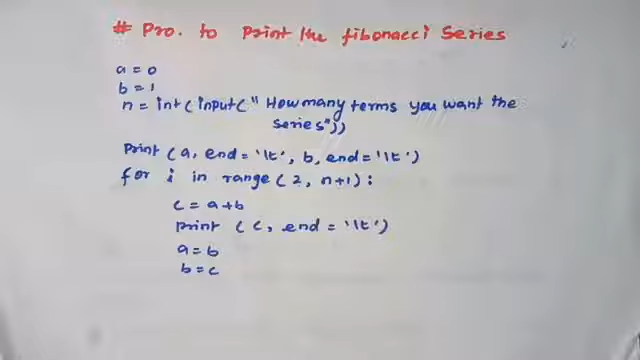 # Pro. to Print the fibonacci Series
a = 0
b = 1
n = int(input(" How many terms you want the
series"))
Print (a, end = '\t', b, end = '\t')
for i in range (2, n+1):
c = a+b
print (c, end = '\t')
a = b
b = c